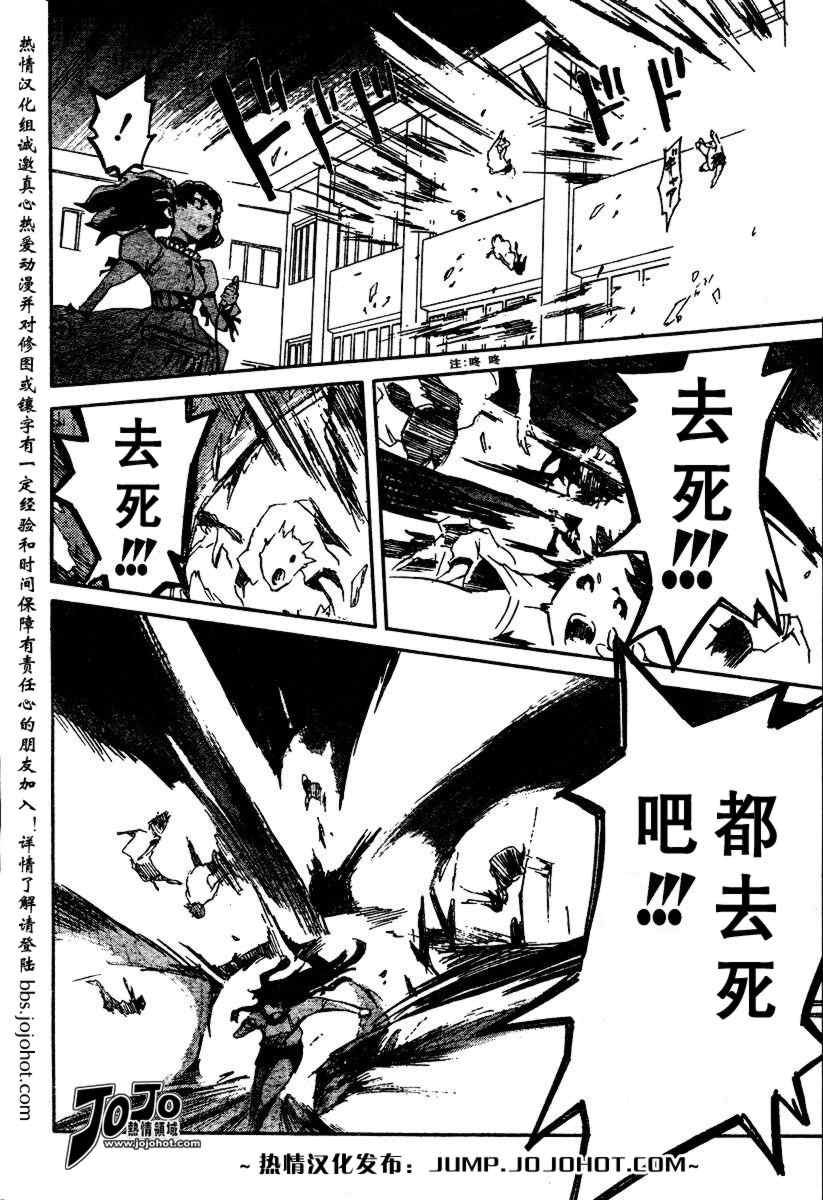 ドドドド
ドドド
！
注:咚 咚
去死!!!
去死!!!
都去死
吧!!!
热情汉化组诚邀真心热爱动漫并对修图或镶字有一定经验和时间保障有责任心的朋友加入！详情了解请登陆 bbs.jojohot.com
JOJO
热情領域
www.jojohot.com
~ 热情汉化发布：JUMP.JOJOHOT.COM~